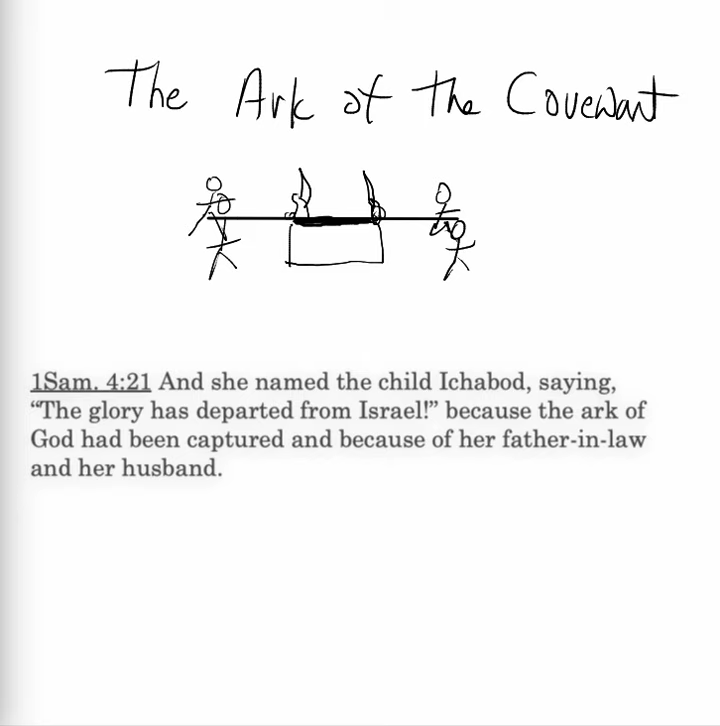 The Ark of the Covenant
1Sam. 4:21 And she named the child Ichabod, saying,
“The glory has departed from Israel!” because the ark of
God had been captured and because of her father-in-law
and her husband.